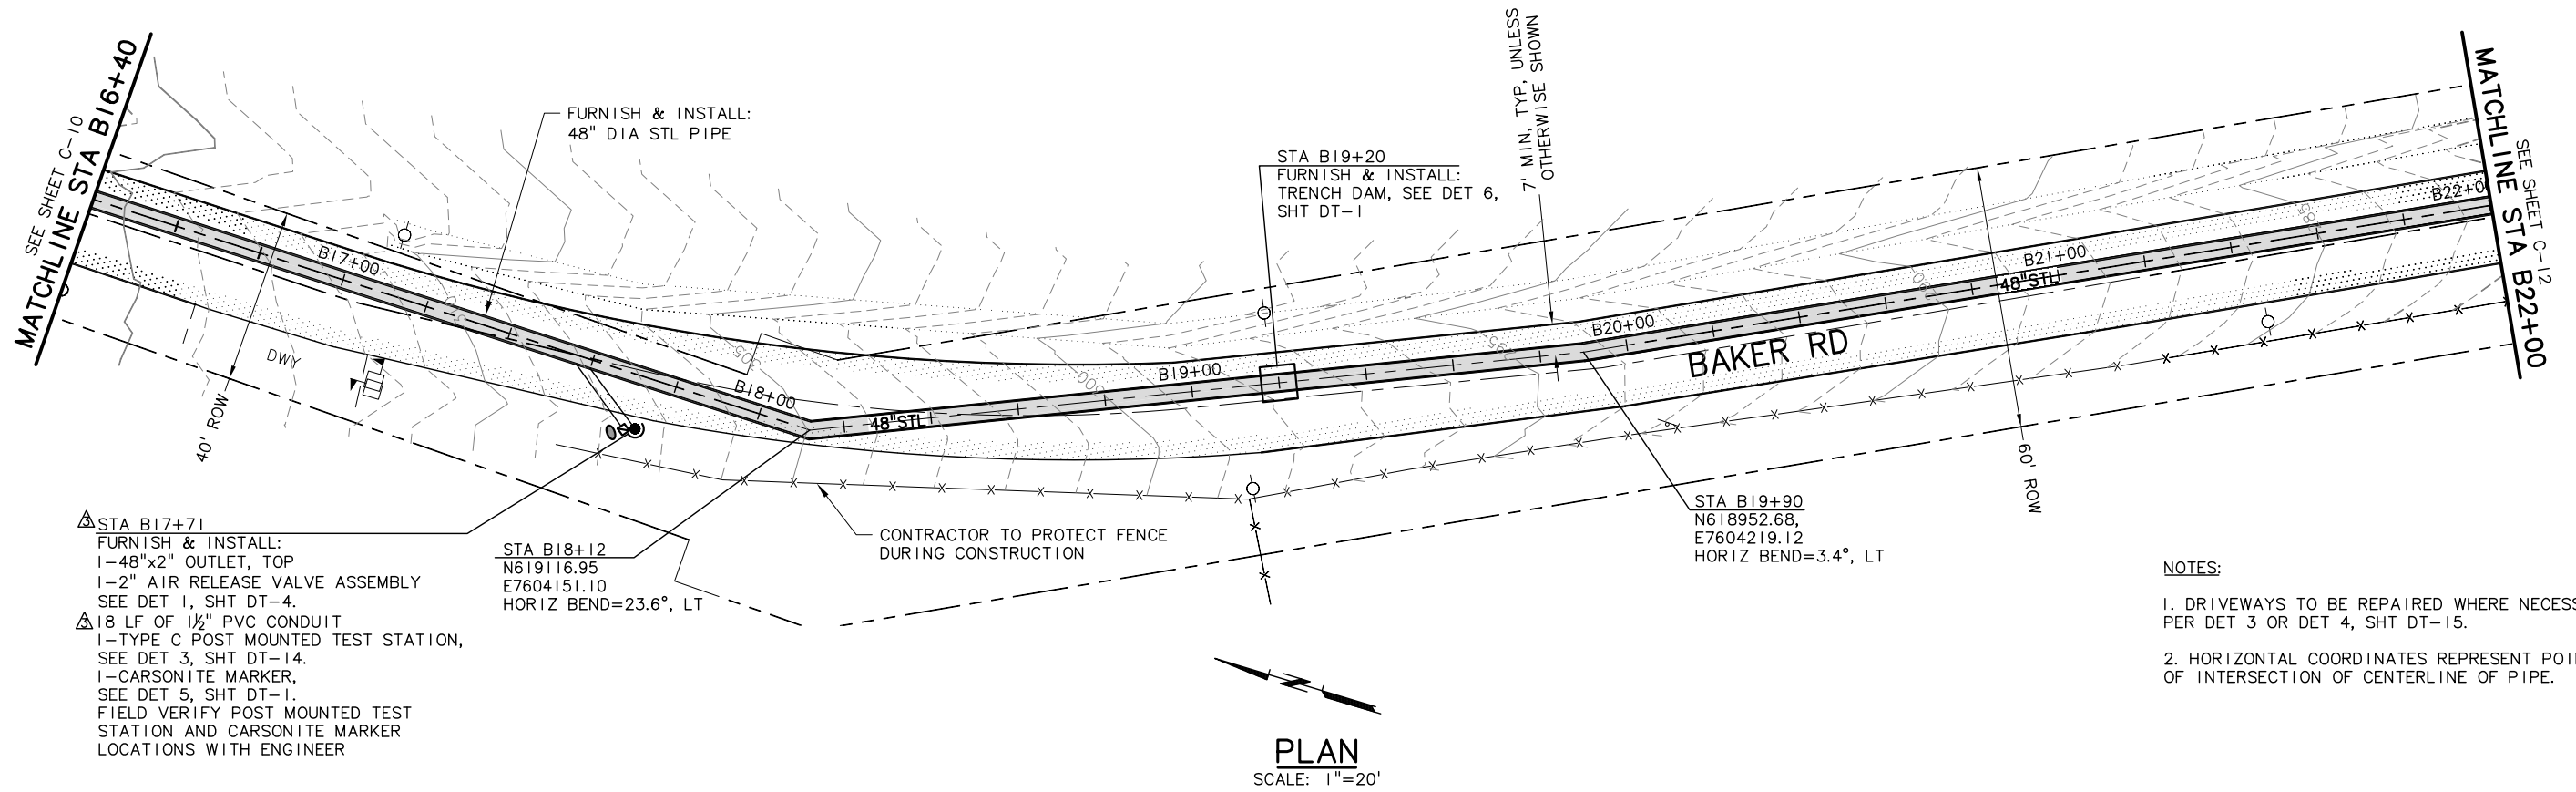 SEE SHEET C-10
MATCHLINE STA B16+40
FURNISH & INSTALL:
48" DIA STL PIPE
STA B19+20
FURNISH & INSTALL:
TRENCH DAM, SEE DET 6,
SHT DT-1
7' MIN, TYP, UNLESS
OTHERWISE SHOWN
MATCHLINE STA B22+00
SEE SHEET C-12
B17+00
B18+00
B19+00
B20+00
B21+00
B22+0
48"STL
48"STL
BAKER RD
305
300
295
290
285
DWY
40' ROW
60' ROW
3
STA B17+71
FURNISH & INSTALL:
1-48"x2" OUTLET, TOP
1-2" AIR RELEASE VALVE ASSEMBLY
SEE DET 1, SHT DT-4.
3
18 LF OF 1½" PVC CONDUIT
1-TYPE C POST MOUNTED TEST STATION,
SEE DET 3, SHT DT-14.
1-CARSONITE MARKER,
SEE DET 5, SHT DT-1.
FIELD VERIFY POST MOUNTED TEST
STATION AND CARSONITE MARKER
LOCATIONS WITH ENGINEER
STA B18+12
N619116.95
E7604151.10
HORIZ BEND=23.6°, LT
CONTRACTOR TO PROTECT FENCE
DURING CONSTRUCTION
STA B19+90
N618952.68,
E7604219.12
HORIZ BEND=3.4°, LT
NOTES:
1. DRIVEWAYS TO BE REPAIRED WHERE NECESS
PER DET 3 OR DET 4, SHT DT-15.
2. HORIZONTAL COORDINATES REPRESENT POI
OF INTERSECTION OF CENTERLINE OF PIPE.
PLAN
SCALE: 1"=20'